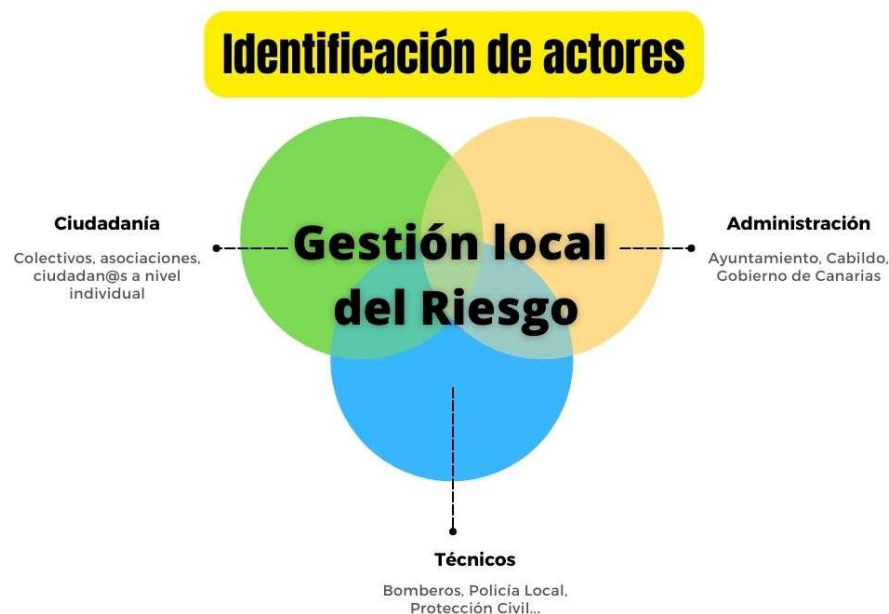 Identificación de actores
Ciudadanía
Colectivos, asociaciones,
ciudadan@s a nivel
individual
Gestión local
del Riesgo
Administración
Ayuntamiento, Cabildo,
Gobierno de Canarias
Técnicos
Bomberos, Policía Local,
Protección Civil...